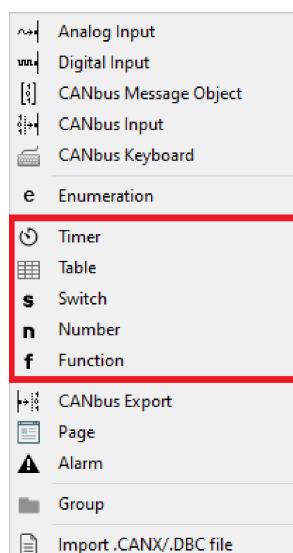 Analog Input
Digital Input
CANbus Message Object
CANbus Input
CANbus Keyboard
e Enumeration
Timer
Table
s Switch
n Number
f Function
CANbus Export
Page
Alarm
Group
Import .CANX/.DBC file